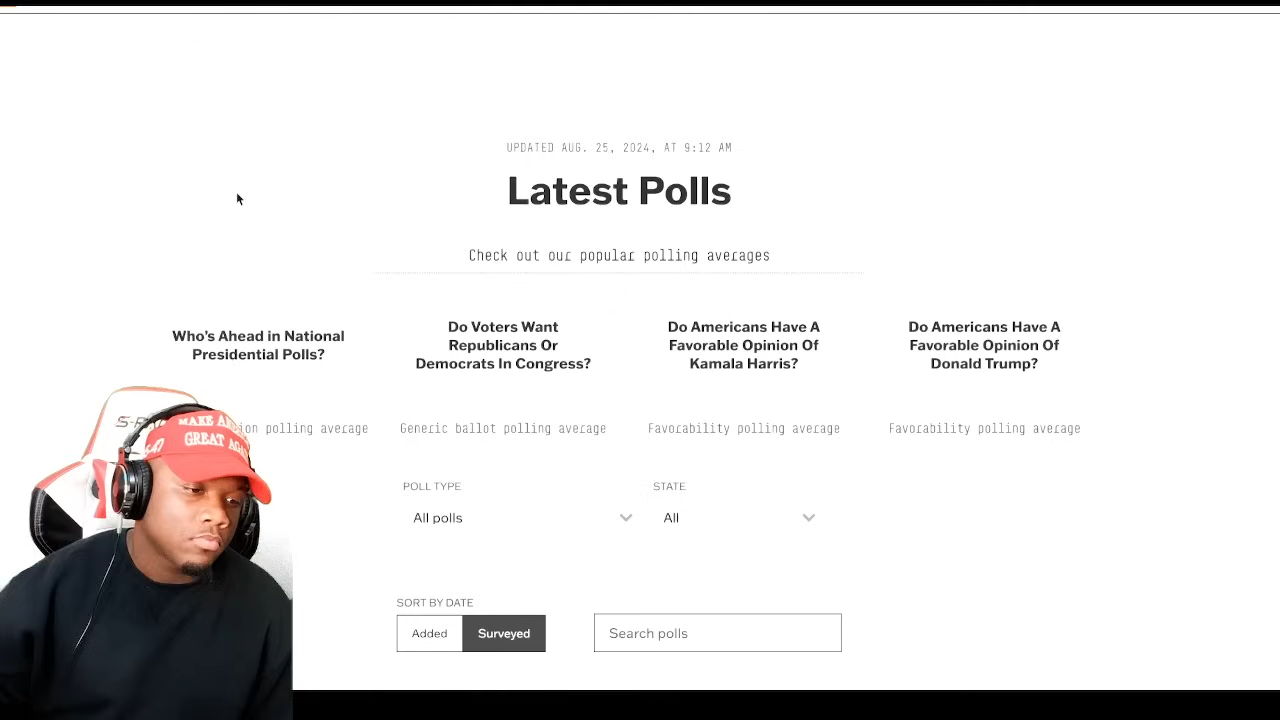 UPDATED AUG. 25, 2024, AT 9:12 AM
Latest Polls
Check out our popular polling averages
Who's Ahead in National
Presidential Polls?
Do Voters Want
Republicans Or
Democrats In Congress?
Do Americans Have A
Favorable Opinion Of
Kamala Harris?
Do Americans Have A
Favorable Opinion Of
Donald Trump?
polling average
Generic ballot polling average
Favorability polling average
Favorability polling average
POLL TYPE
All polls
STATE
All
SORT BY DATE
Added
Surveyed
Search polls
MAKE
GREAT